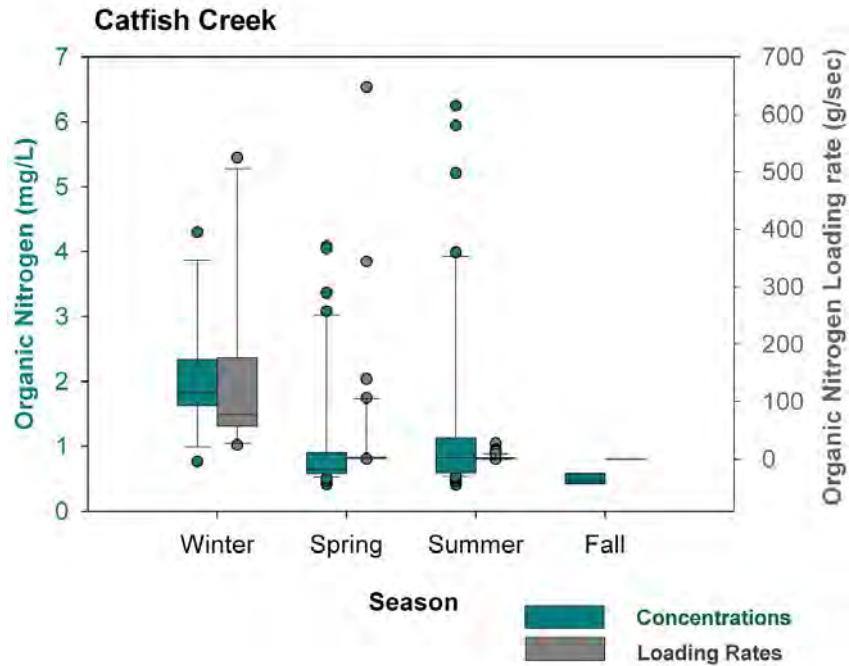 Catfish Creek
Organic Nitrogen (mg/L)
7
6
5
4
3
2
1
0
700
600
500
400
300
200
100
0
Organic Nitrogen Loading rate (g/sec)
Winter Spring Summer Fall
Season
Concentrations
Loading Rates